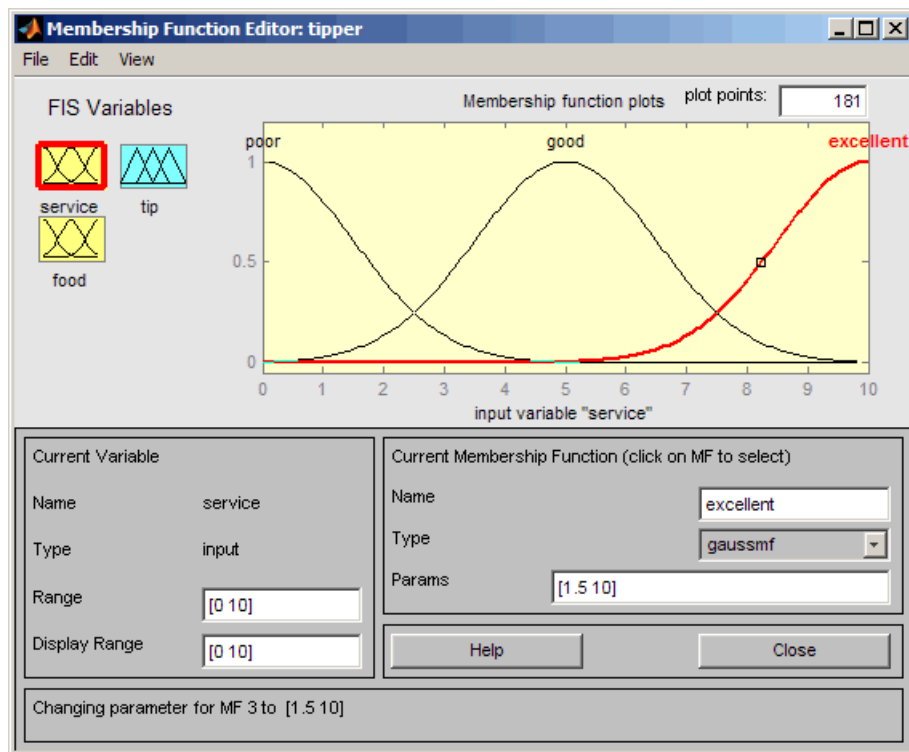 Membership Function Editor: tipper
File Edit View
FIS Variables
Membership function plots plot points: 181
service tip
food
poor good excellent
1
0.5
0
0 1 2 3 4 5 6 7 8 9 10
input variable "service"
Current Variable
Name service
Type input
Range [0 10]
Display Range [0 10]
Current Membership Function (click on MF to select)
Name excellent
Type gaussmf
Params [1.5 10]
Help Close
Changing parameter for MF 3 to [1.5 10]